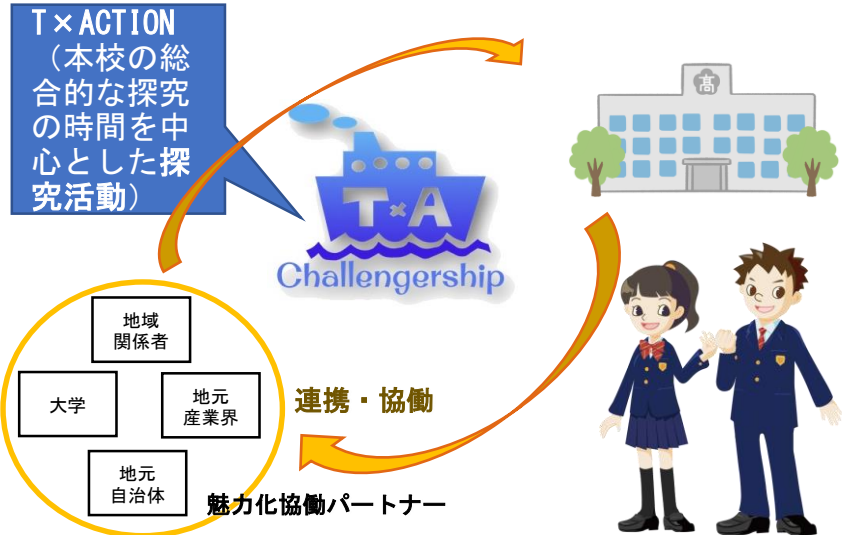 T×ACTION
（本校の総
合的な探究
の時間を中
心とした探
究活動）
高
T×A
Challengership
地域
関係者
大学
地元
産業界
地元
自治体
連携・協働
魅力化協働パートナー